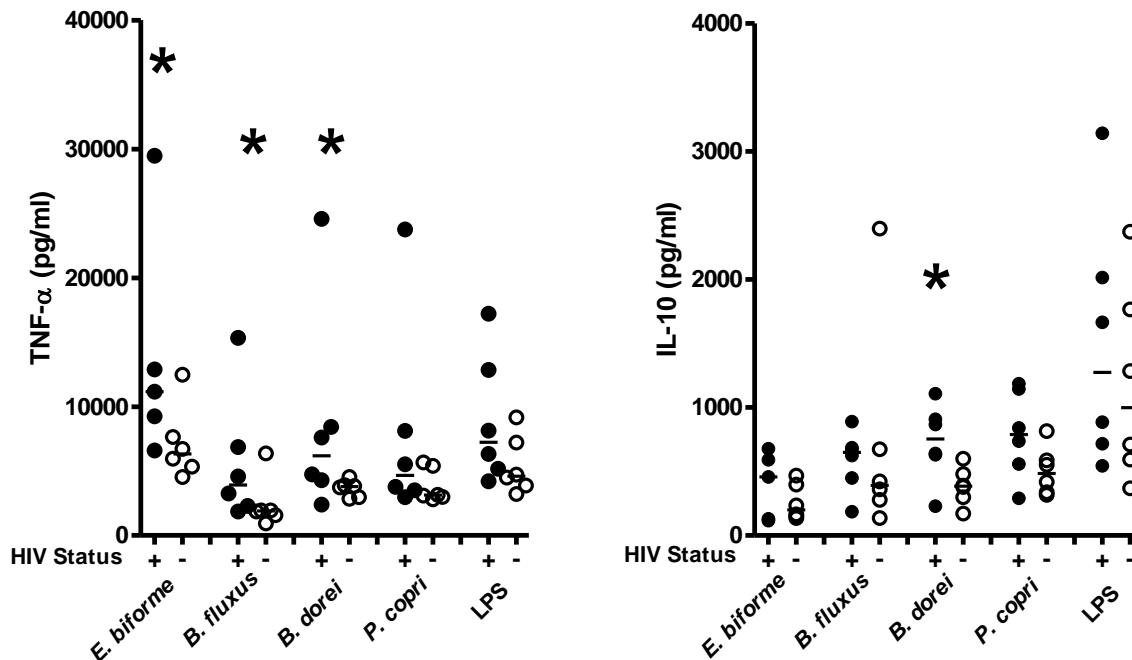 40000
30000
20000
10000
0
TNF-α (pg/ml)
*
*
*
HIV Status
+ - + - + - + - + -
E. biforme
B. fluxus
B. dorei
P. copri
LPS
4000
3000
2000
1000
0
IL-10 (pg/ml)
*
HIV Status
+ - + - + - + - + -
E. biforme
B. fluxus
B. dorei
P. copri
LPS